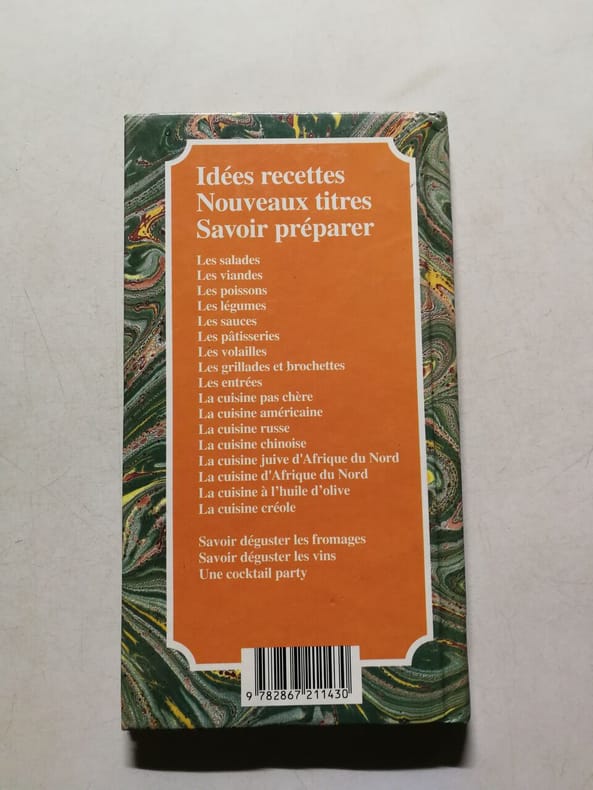 Idées recettes
Nouveaux titres
Savoir préparer
Les salades
Les viandes
Les poissons
Les légumes
Les sauces
Les pâtisseries
Les volailles
Les grillades et brochettes
Les entrées
La cuisine pas chère
La cuisine américaine
La cuisine russe
La cuisine chinoise
La cuisine juive d'Afrique du Nord
La cuisine d'Afrique du Nord
La cuisine à l'huile d'olive
La cuisine créole
Savoir déguster les fromages
Savoir déguster les vins
Une cocktail party
9 782867 211430